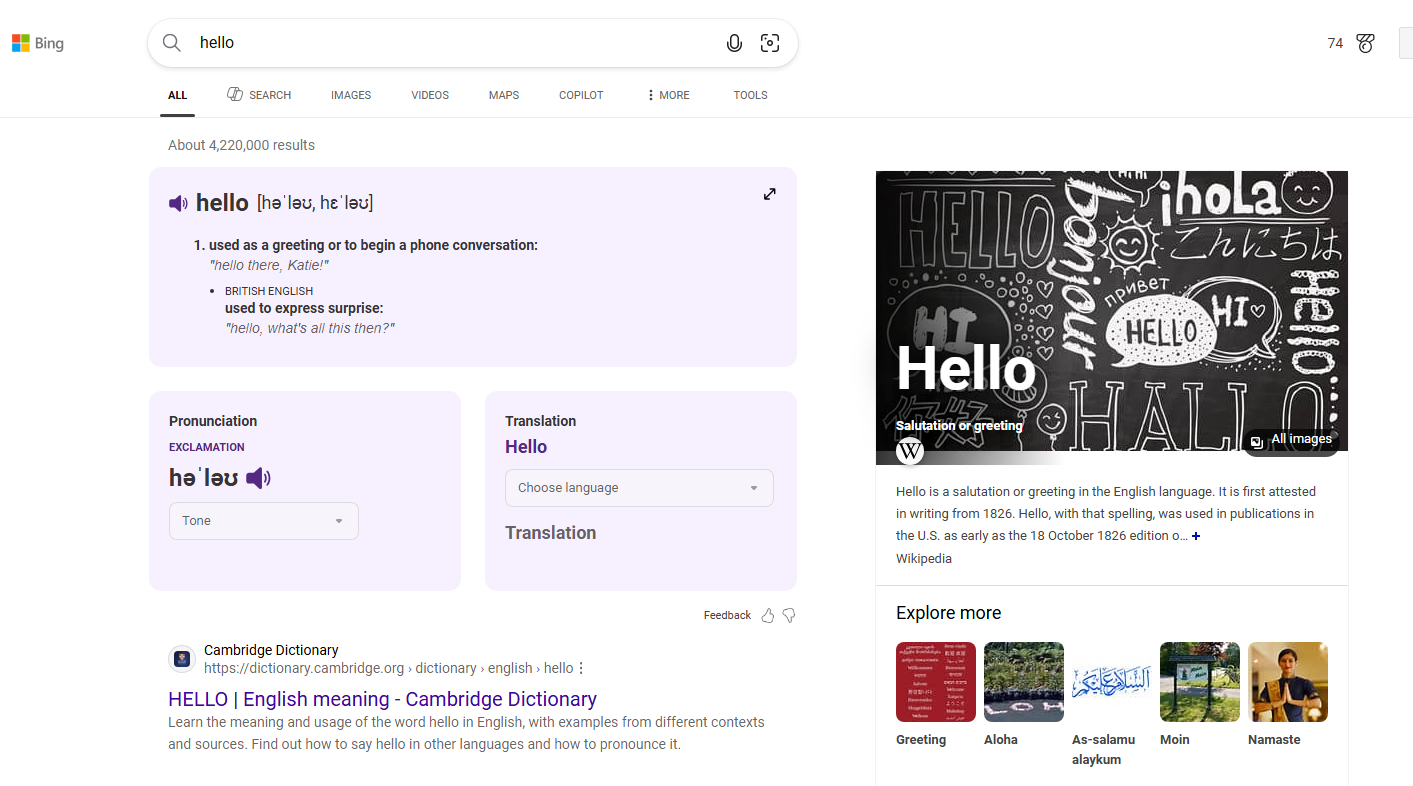 Bing
hello
74
ALL
SEARCH
IMAGES
VIDEOS
MAPS
COPILOT
MORE
TOOLS
About 4,220,000 results
hello [həˈləʊ, hɛˈləʊ]
1. used as a greeting or to begin a phone conversation:
"hello there, Katie!"
• BRITISH ENGLISH
used to express surprise:
"hello, what's all this then?"
Pronunciation
EXCLAMATION
həˈləʊ
Tone
Translation
Hello
Choose language
Translation
Feedback
Cambridge Dictionary
https://dictionary.cambridge.org › dictionary › english › hello
HELLO | English meaning - Cambridge Dictionary
Learn the meaning and usage of the word hello in English, with examples from different contexts
and sources. Find out how to say hello in other languages and how to pronounce it.
HELLO
bonjour
¡hola
こんにちは
привет
HELLO
HI
Hello
HI
你好
HALLO
Hello
Salutation or greeting
W
All images
Hello is a salutation or greeting in the English language. It is first attested
in writing from 1826. Hello, with that spelling, was used in publications in
the U.S. as early as the 18 October 1826 edition o… +
Wikipedia
Explore more
Greeting
Aloha
As-salamu
alaykum
Moin
Namaste